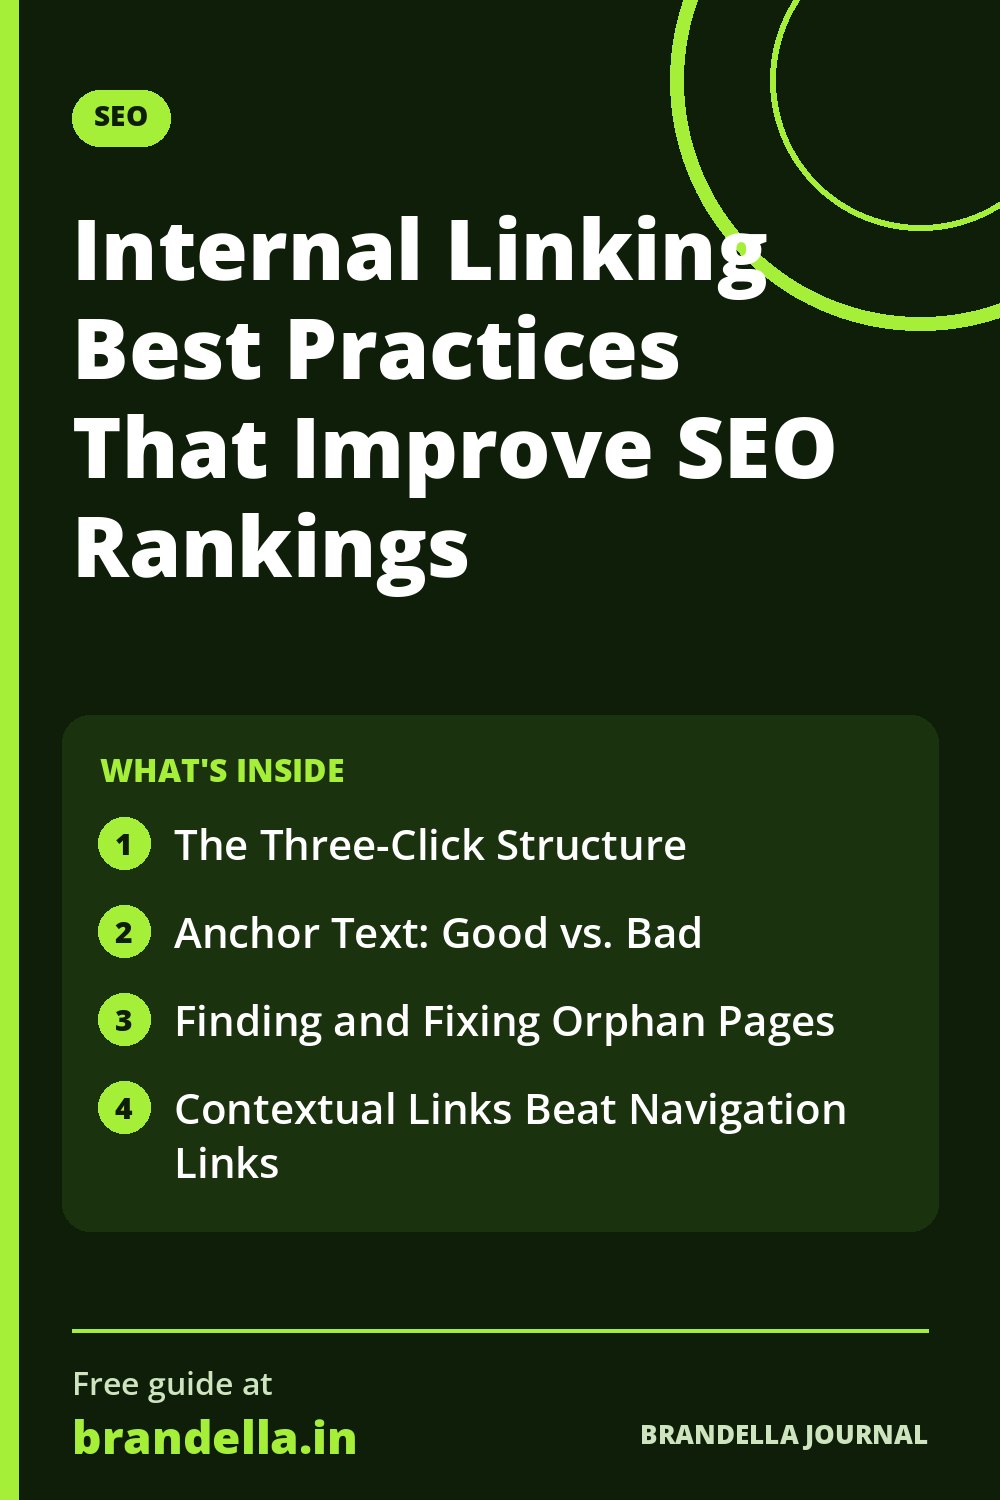 SEO
Internal Linking
Best Practices
That Improve SEO
Rankings
WHAT'S INSIDE
1 The Three-Click Structure
2 Anchor Text: Good vs. Bad
3 Finding and Fixing Orphan Pages
4 Contextual Links Beat Navigation
Links
Free guide at
brandella.in
BRANDELLA JOURNAL